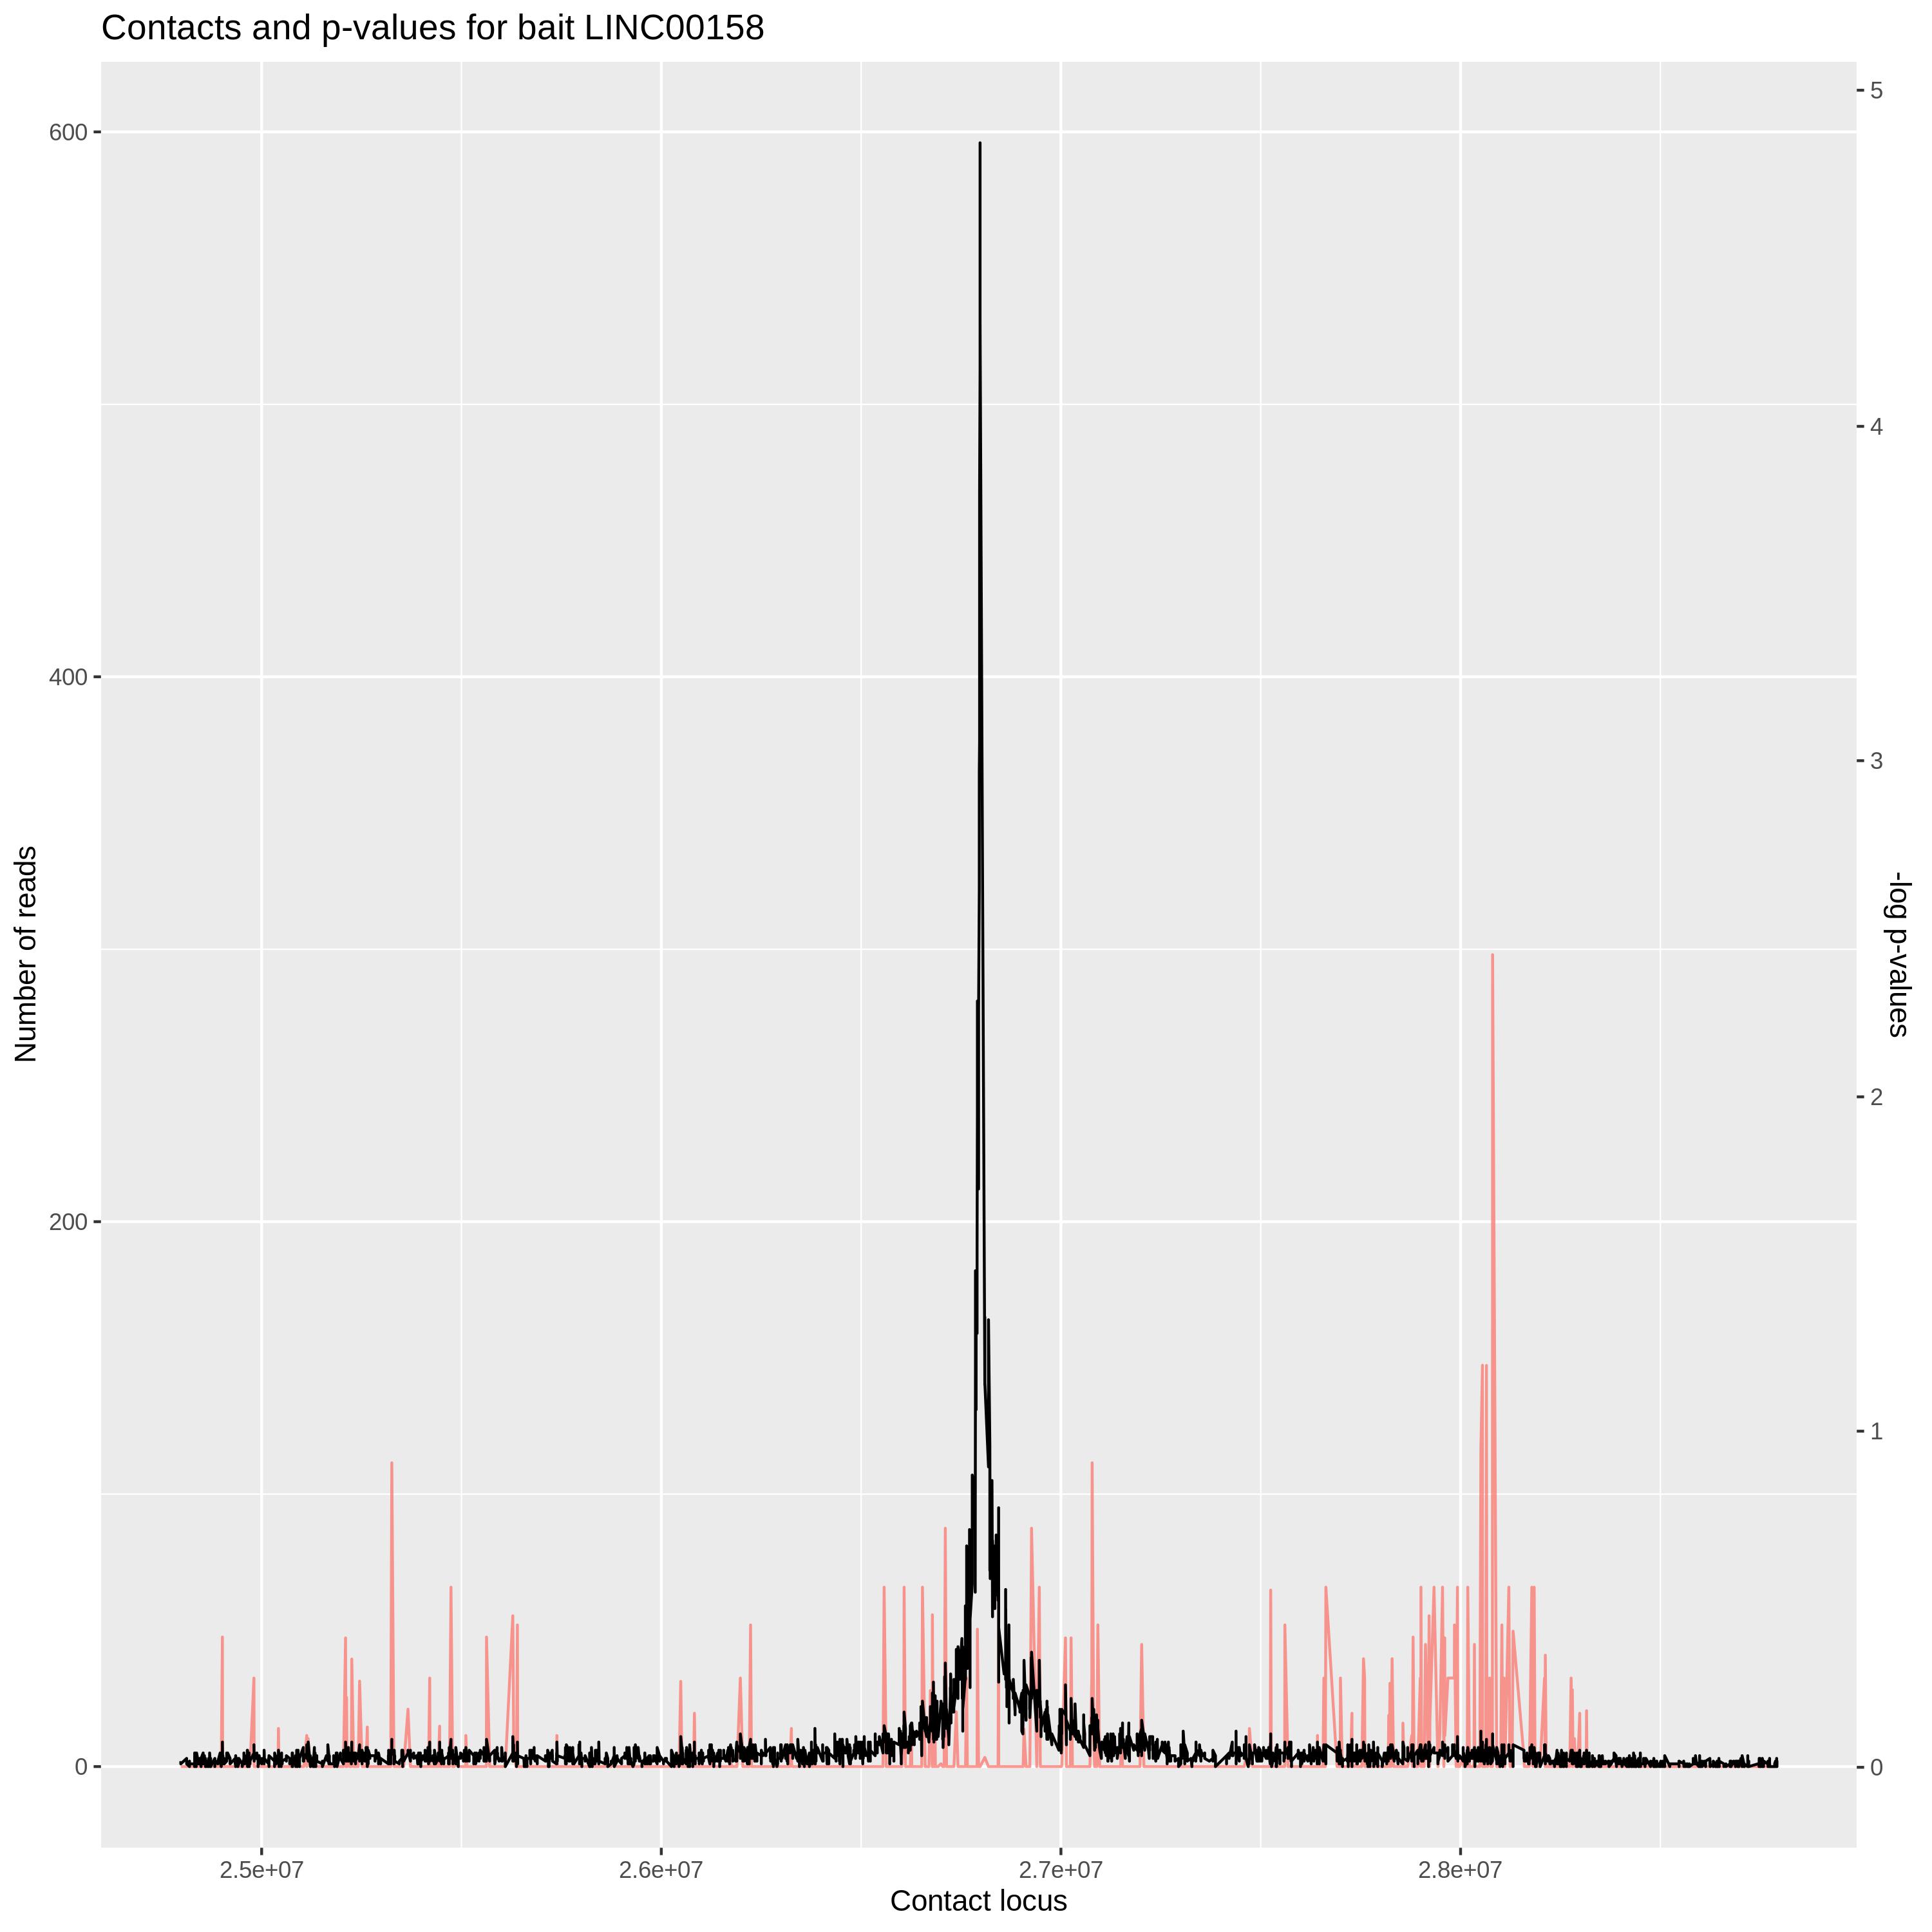 Contacts and p-values for bait LINC00158
600
400
200
0
5
4
3
2
1
0
Number of reads
-log p-values
2.5e+07 2.6e+07 2.7e+07 2.8e+07
Contact locus